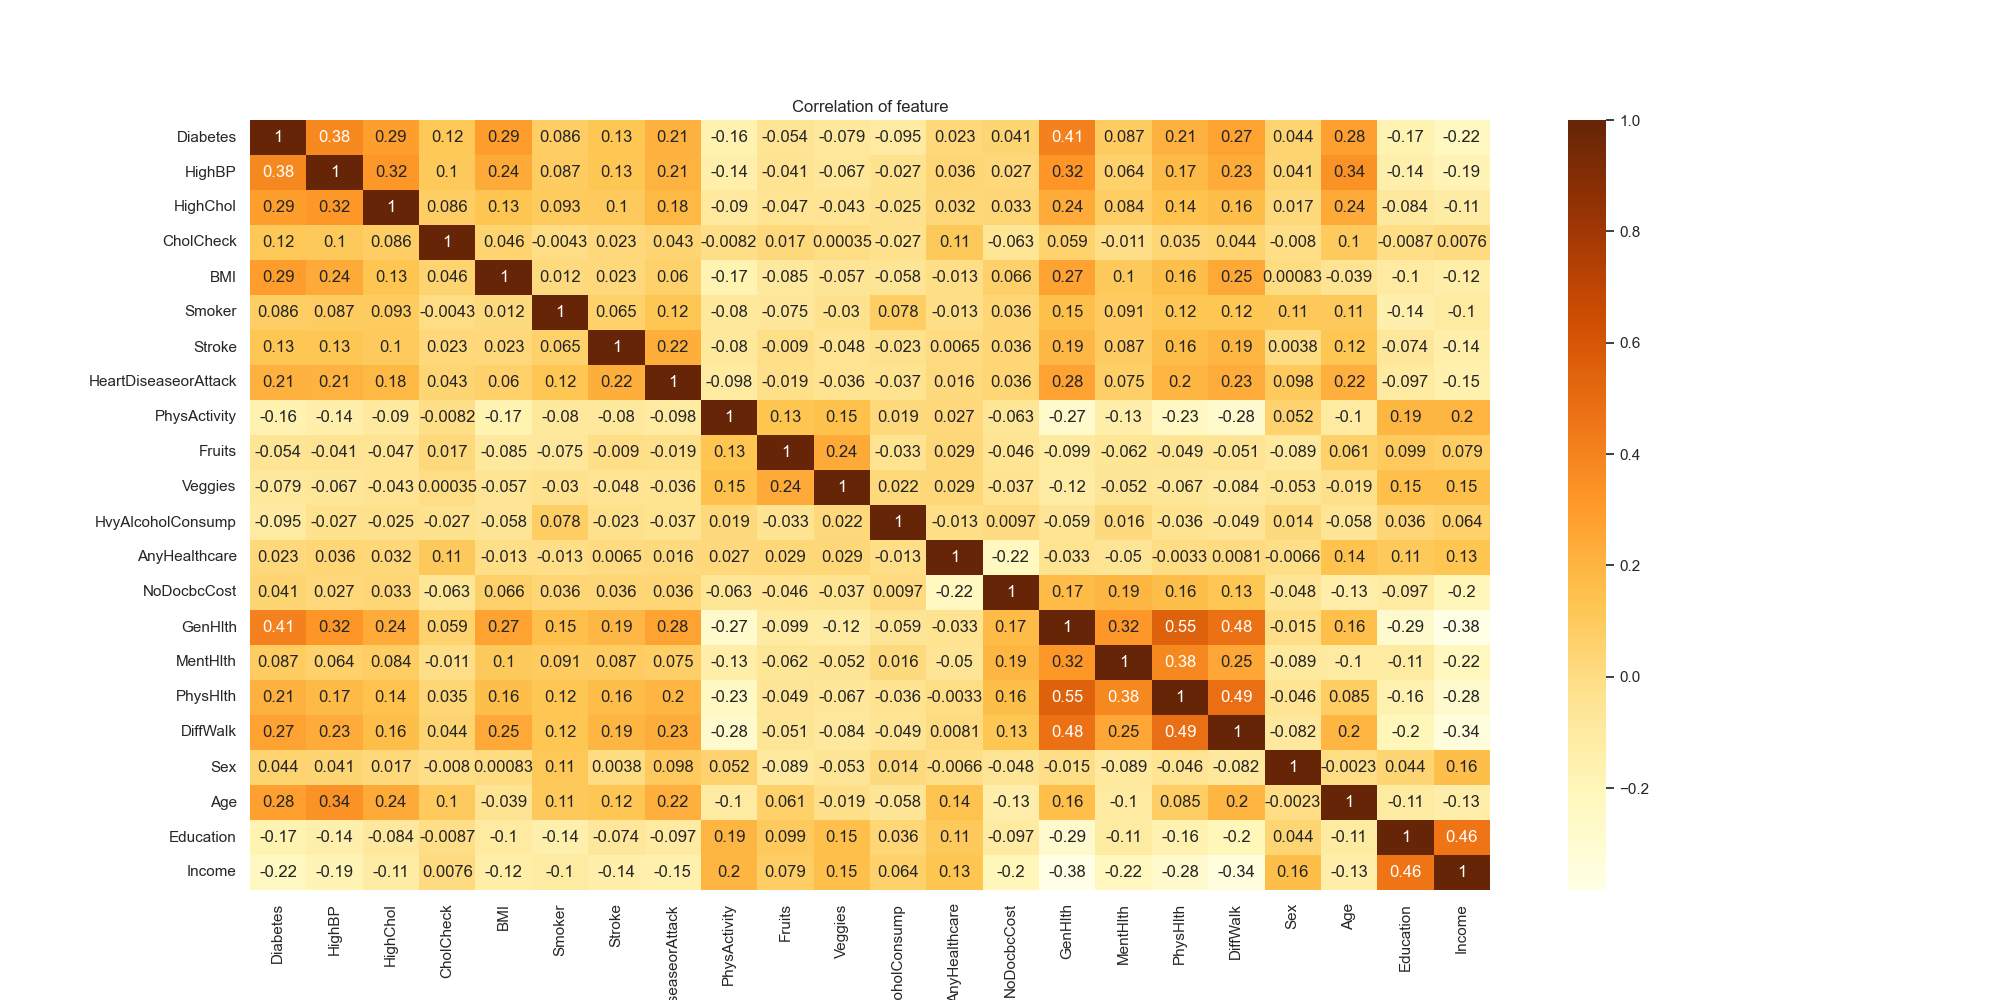 Correlation of feature
Diabetes 1 0.38 0.29 0.12 0.29 0.086 0.13 0.21 -0.16 -0.054 -0.079 -0.095 0.023 0.041 0.41 0.087 0.21 0.27 0.044 0.28 -0.17 -0.22 1.0
HighBP 0.38 1 0.32 0.1 0.24 0.087 0.13 0.21 -0.14 -0.041 -0.067 -0.027 0.036 0.027 0.32 0.064 0.17 0.23 0.041 0.34 -0.14 -0.19
HighChol 0.29 0.32 1 0.086 0.13 0.093 0.1 0.18 -0.09 -0.047 -0.043 -0.025 0.032 0.033 0.24 0.084 0.14 0.16 0.017 0.24 -0.084 -0.11
CholCheck 0.12 0.1 0.086 1 0.046 -0.0043 0.023 0.043 -0.0082 0.017 0.00035 -0.027 0.11 -0.063 0.059 -0.011 0.035 0.044 -0.008 0.1 -0.0087 0.0076 0.8
BMI 0.29 0.24 0.13 0.046 1 0.012 0.023 0.06 -0.17 -0.085 -0.057 -0.058 -0.013 0.066 0.27 0.1 0.16 0.25 0.00083 -0.039 -0.1 -0.12
Smoker 0.086 0.087 0.093 -0.0043 0.012 1 0.065 0.12 -0.08 -0.075 -0.03 0.078 -0.013 0.036 0.15 0.091 0.12 0.12 0.11 0.11 -0.14 -0.1
Stroke 0.13 0.13 0.1 0.023 0.023 0.065 1 0.22 -0.08 -0.009 -0.048 -0.023 0.0065 0.036 0.19 0.087 0.16 0.19 0.0038 0.12 -0.074 -0.14 0.6
HeartDiseaseorAttack 0.21 0.21 0.18 0.043 0.06 0.12 0.22 1 -0.098 -0.019 -0.036 -0.037 0.016 0.036 0.28 0.075 0.2 0.23 0.098 0.22 -0.097 -0.15
PhysActivity -0.16 -0.14 -0.09 -0.0082 -0.17 -0.08 -0.08 -0.098 1 0.13 0.15 0.019 0.027 -0.063 -0.27 -0.13 -0.23 -0.28 0.052 -0.1 0.19 0.2
Fruits -0.054 -0.041 -0.047 0.017 -0.085 -0.075 -0.009 -0.019 0.13 1 0.24 -0.033 0.029 -0.046 -0.099 -0.062 -0.049 -0.051 -0.089 0.061 0.099 0.079 0.4
Veggies -0.079 -0.067 -0.043 0.00035 -0.057 -0.03 -0.048 -0.036 0.15 0.24 1 0.022 0.029 -0.037 -0.12 -0.052 -0.067 -0.084 -0.053 -0.019 0.15 0.15
HvyAlcoholConsump -0.095 -0.027 -0.025 -0.027 -0.058 0.078 -0.023 -0.037 0.019 -0.033 0.022 1 -0.013 0.0097 -0.059 0.016 -0.036 -0.049 0.014 -0.058 0.036 0.064
AnyHealthcare 0.023 0.036 0.032 0.11 -0.013 -0.013 0.0065 0.016 0.027 0.029 0.029 -0.013 1 -0.22 -0.033 -0.05 -0.0033 0.0081 -0.0066 0.14 0.11 0.13 0.2
NoDocbcCost 0.041 0.027 0.033 -0.063 0.066 0.036 0.036 0.036 -0.063 -0.046 -0.037 0.0097 -0.22 1 0.17 0.19 0.16 0.13 -0.048 -0.13 -0.097 -0.2
GenHlth 0.41 0.32 0.24 0.059 0.27 0.15 0.19 0.28 -0.27 -0.099 -0.12 -0.059 -0.033 0.17 1 0.32 0.55 0.48 -0.015 0.16 -0.29 -0.38
MentHlth 0.087 0.064 0.084 -0.011 0.1 0.091 0.087 0.075 -0.13 -0.062 -0.052 0.016 -0.05 0.19 0.32 1 0.38 0.25 -0.089 -0.1 -0.11 -0.22 0.0
PhysHlth 0.21 0.17 0.14 0.035 0.16 0.12 0.16 0.2 -0.23 -0.049 -0.067 -0.036 -0.0033 0.16 0.55 0.38 1 0.49 -0.046 0.085 -0.16 -0.28
DiffWalk 0.27 0.23 0.16 0.044 0.25 0.12 0.19 0.23 -0.28 -0.051 -0.084 -0.049 0.0081 0.13 0.48 0.25 0.49 1 -0.082 0.2 -0.2 -0.34
Sex 0.044 0.041 0.017 -0.008 0.00083 0.11 0.0038 0.098 0.052 -0.089 -0.053 0.014 -0.0066 -0.048 -0.015 -0.089 -0.046 -0.082 1 -0.0023 0.044 0.16
Age 0.28 0.34 0.24 0.1 -0.039 0.11 0.12 0.22 -0.1 0.061 -0.019 -0.058 0.14 -0.13 0.16 -0.1 0.085 0.2 -0.0023 1 -0.11 -0.13 −0.2
Education -0.17 -0.14 -0.084 -0.0087 -0.1 -0.14 -0.074 -0.097 0.19 0.099 0.15 0.036 0.11 -0.097 -0.29 -0.11 -0.16 -0.2 0.044 -0.11 1 0.46
Income -0.22 -0.19 -0.11 0.0076 -0.12 -0.1 -0.14 -0.15 0.2 0.079 0.15 0.064 0.13 -0.2 -0.38 -0.22 -0.28 -0.34 0.16 -0.13 0.46 1
Diabetes
HighBP
HighChol
CholCheck
BMI
Smoker
Stroke
seaseorAttack
PhysActivity
Fruits
Veggies
oholConsump
AnyHealthcare
NoDocbcCost
GenHlth
MentHlth
PhysHlth
DiffWalk
Sex
Age
Education
Income